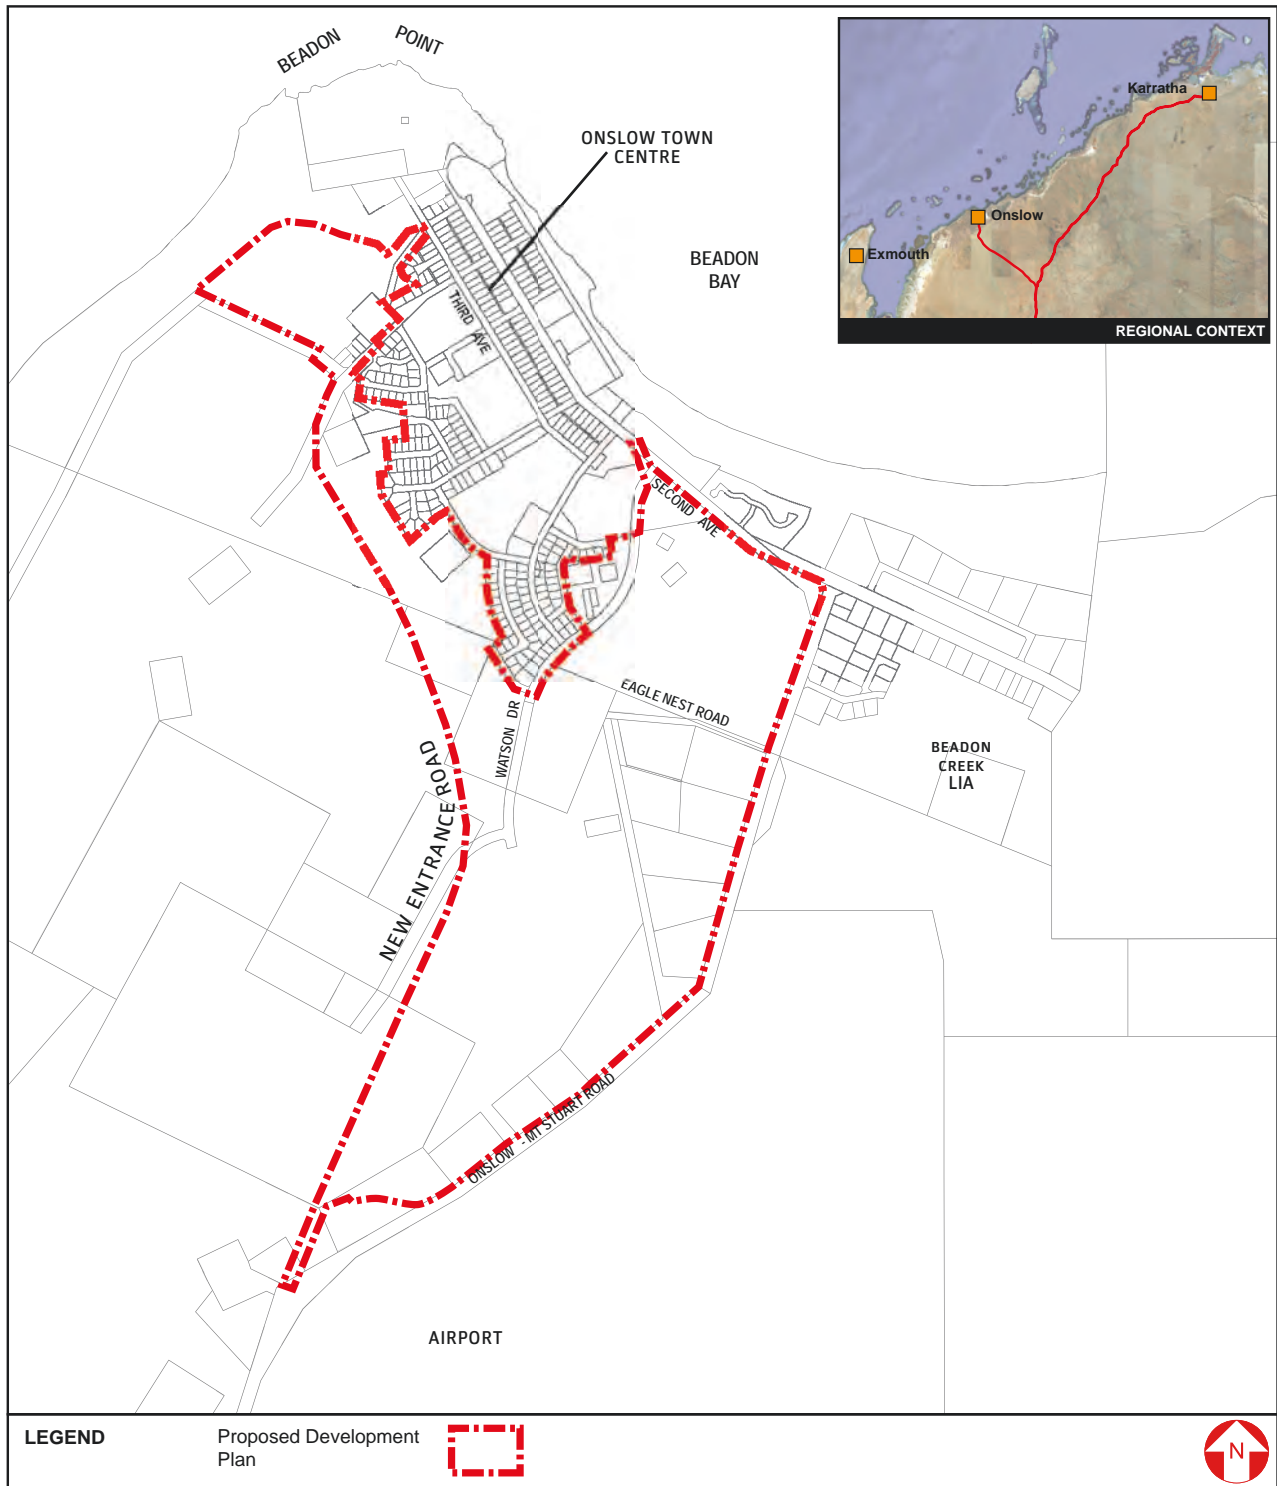 BEADON POINT
ONSLOW TOWN
CENTRE
Karratha
Onslow
Exmouth
REGIONAL CONTEXT
BEADON
BAY
THIRD AVE
SECOND AVE
EAGLE NEST ROAD
WATSON DR
BEADON
CREEK
LIA
NEW ENTRANCE ROAD
ONSLOW - MT STUART ROAD
AIRPORT
LEGEND
Proposed Development
Plan
N